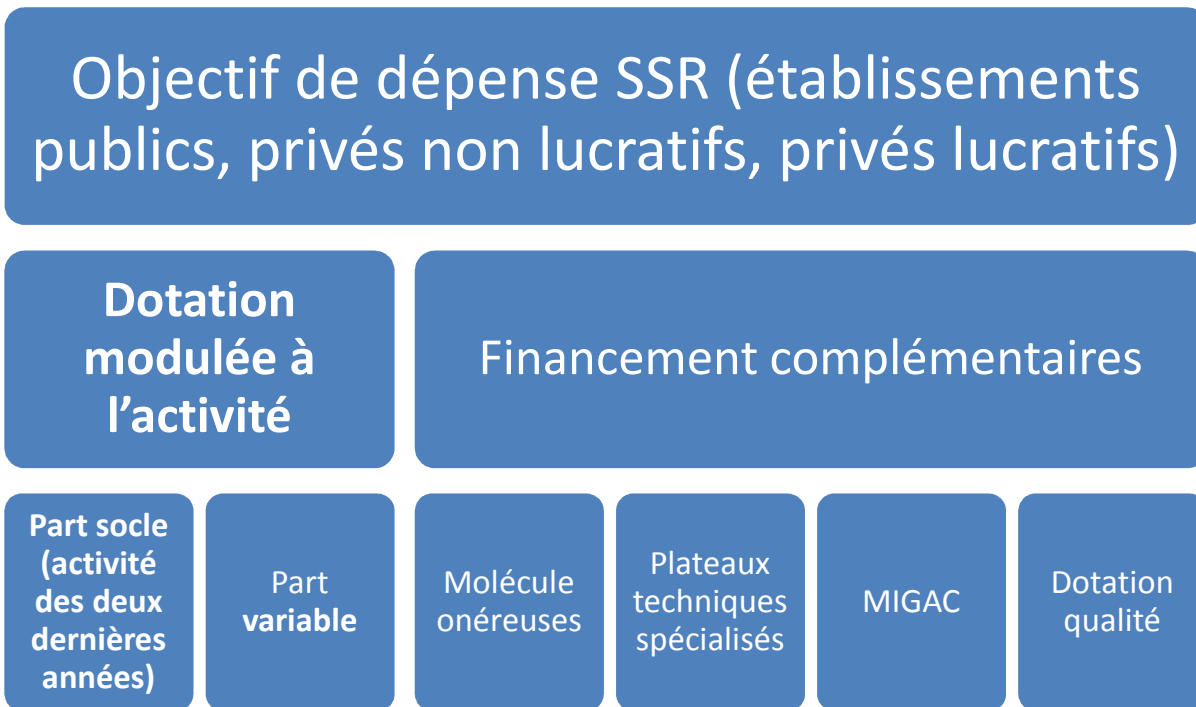 Objectif de dépense SSR (établissements
publics, privés non lucratifs, privés lucratifs)
Dotation
modulée à
l’activité
Financement complémentaires
Part socle
(activité
des deux
dernières
années)
Part
variable
Molécule
onéreuses
Plateaux
techniques
spécialisés
MIGAC
Dotation
qualité